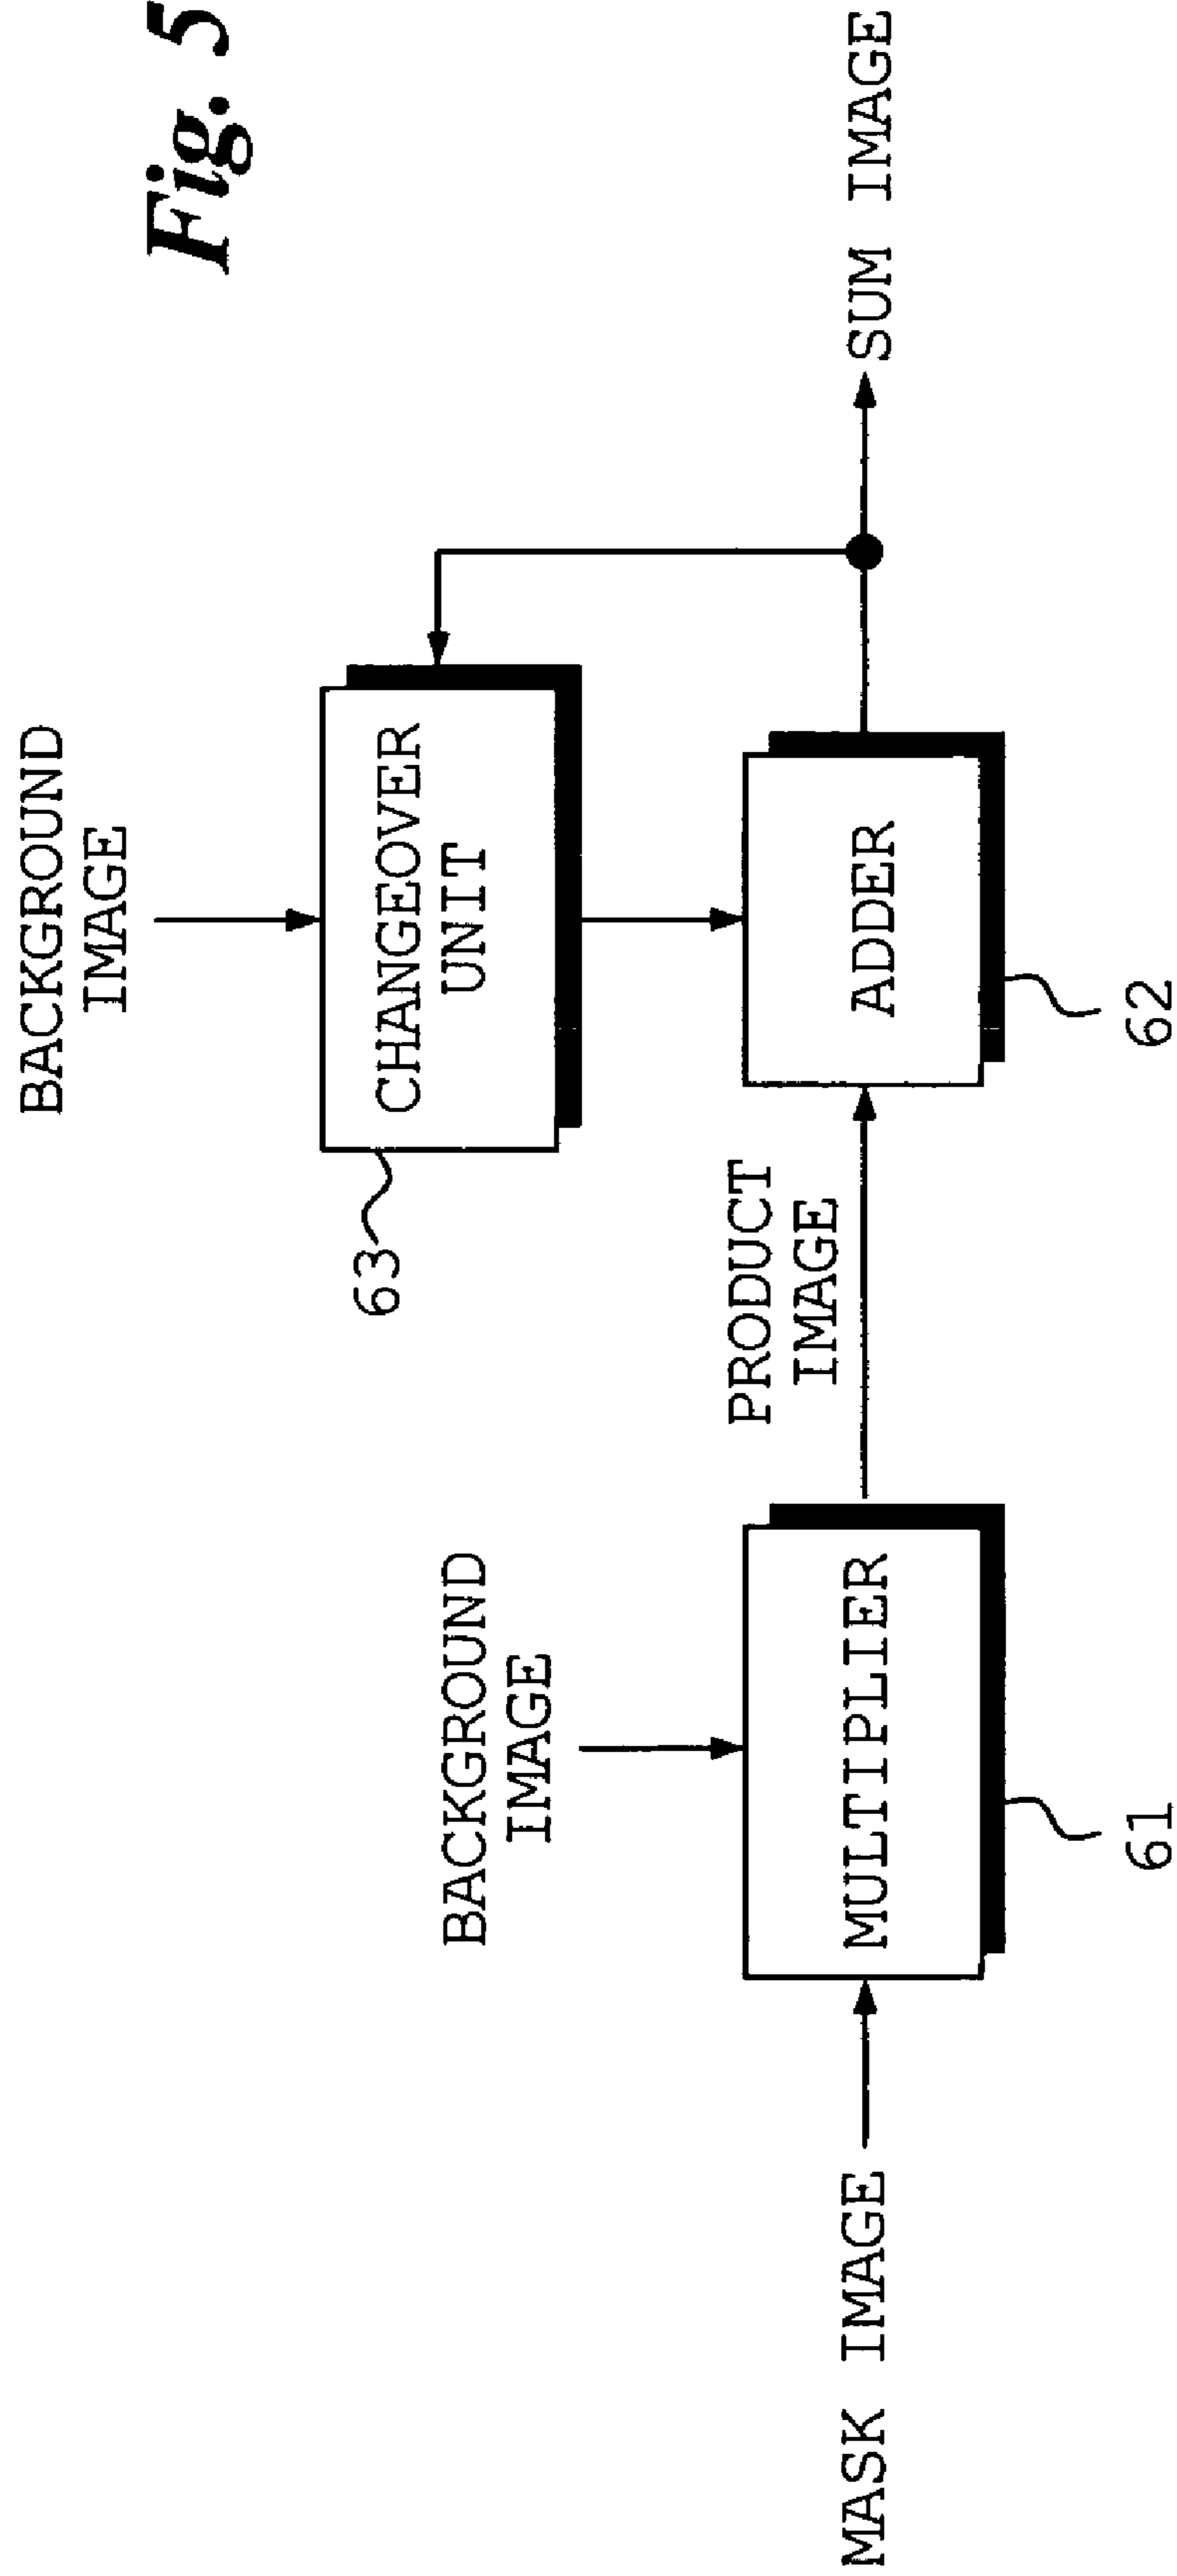 Fig. 5
BACKGROUND
IMAGE
CHANGEOVER
UNIT
63
BACKGROUND
IMAGE
PRODUCT
IMAGE
MASK IMAGE
MULTIPLIER
ADDER
SUM IMAGE
61
62